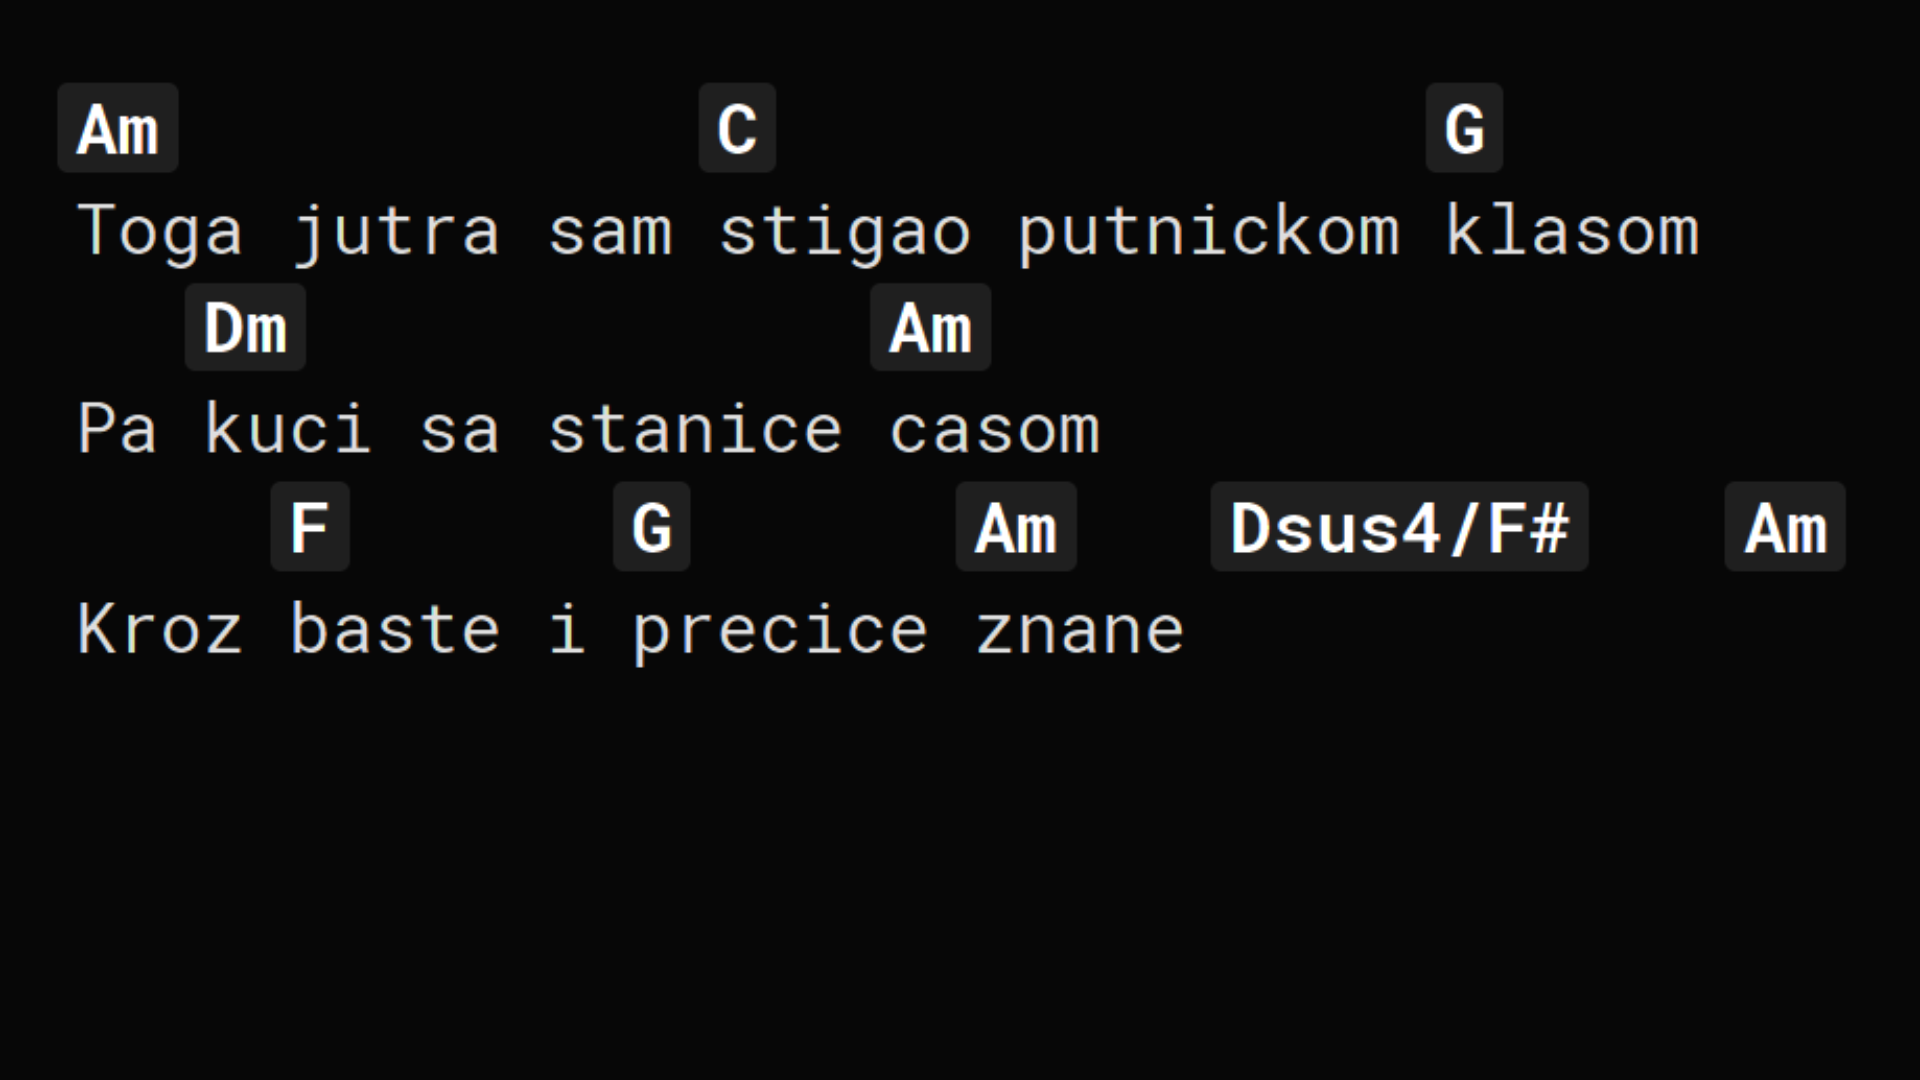 Am C G
Toga jutra sam stigao putnickom klasom
Dm Am
Pa kuci sa stanice casom
F G Am Dsus4/F# Am
Kroz baste i precice znane